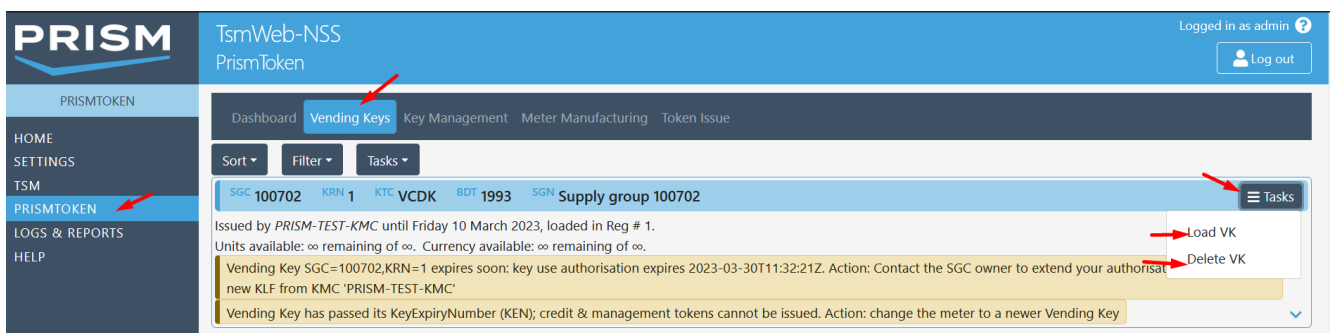 PRISM
TsmWeb-NSS
PrismToken
Logged in as admin ?
Log out
PRISMTOKEN
HOME
SETTINGS
TSM
PRISMTOKEN
LOGS & REPORTS
HELP
Dashboard Vending Keys Key Management Meter Manufacturing Token Issue
Sort Filter Tasks
SGC 100702 KRN 1 KTC VCDK BDT 1993 SGN Supply group 100702
Tasks
Load VK
Delete VK
Issued by PRISM-TEST-KMC until Friday 10 March 2023, loaded in Reg # 1.
Units available: ∞ remaining of ∞. Currency available: ∞ remaining of ∞.
Vending Key SGC=100702,KRN=1 expires soon: key use authorisation expires 2023-03-30T11:32:21Z. Action: Contact the SGC owner to extend your
new KLF from KMC 'PRISM-TEST-KMC'
Vending Key has passed its KeyExpiryNumber (KEN); credit & management tokens cannot be issued. Action: change the meter to a newer Vending Key